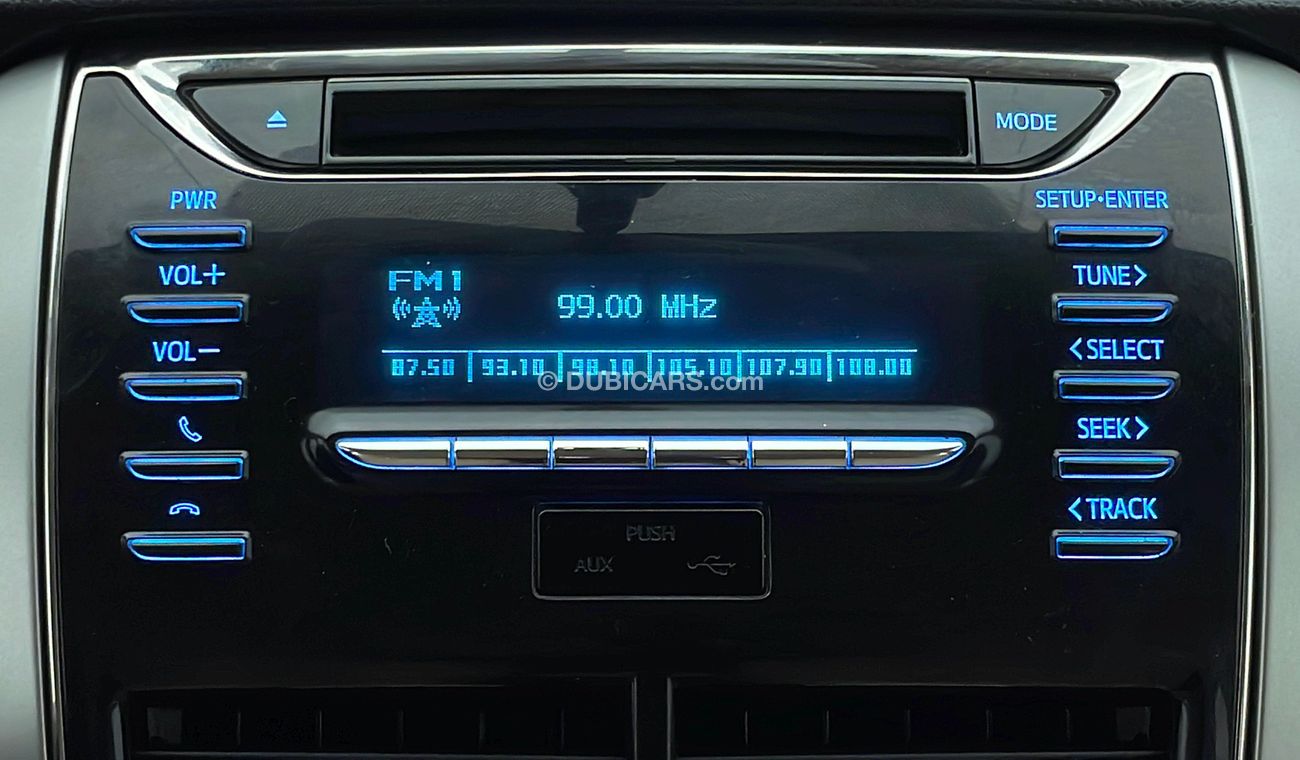 MODE
PWR
SETUP•ENTER
VOL+
TUNE>
FM1
99.00 MHz
VOL-
<SELECT
87.50 93.10 98.10 105.10 107.90 108.00
© DUBICARS.com
SEEK>
<TRACK
PUSH
AUX